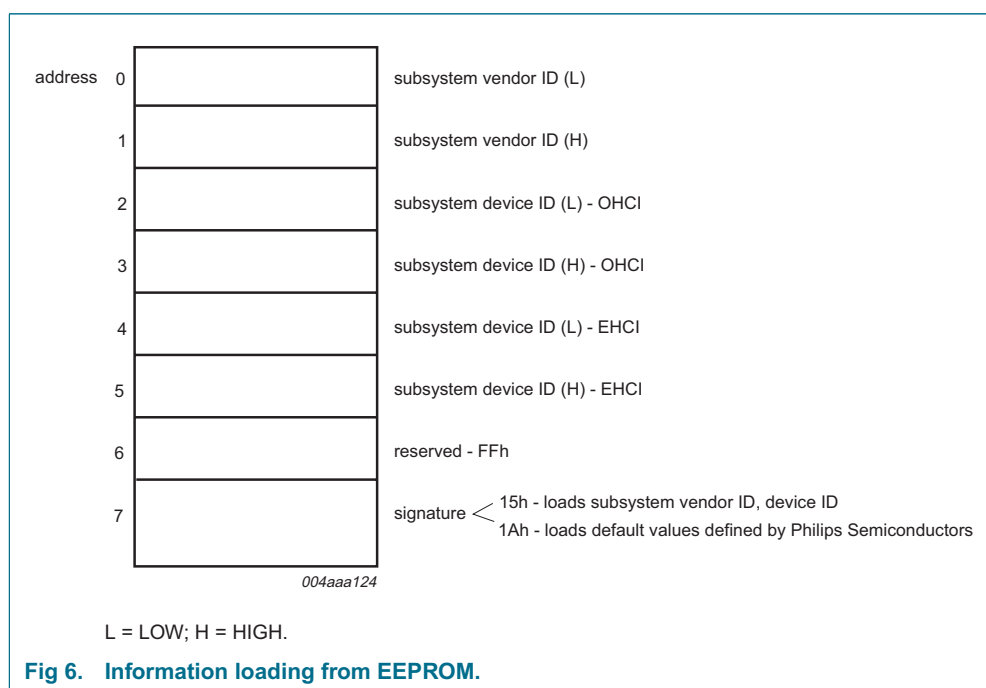 address 0 subsystem vendor ID (L)
1 subsystem vendor ID (H)
2 subsystem device ID (L) - OHCI
3 subsystem device ID (H) - OHCI
4 subsystem device ID (L) - EHCI
5 subsystem device ID (H) - EHCI
6 reserved - FFh
7 signature 15h - loads subsystem vendor ID, device ID
1Ah - loads default values defined by Philips Semiconductors
004aaa124
L = LOW; H = HIGH.
Fig 6. Information loading from EEPROM.